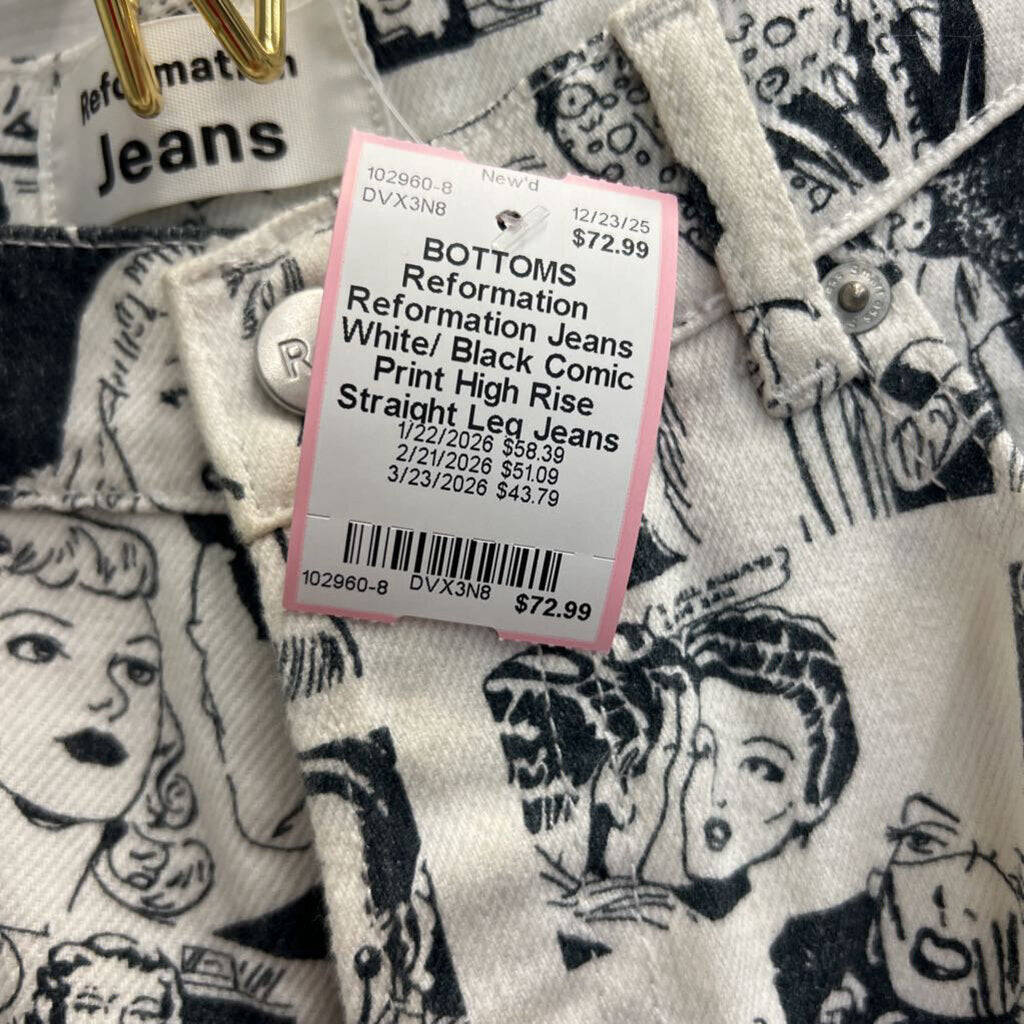 Reformation
Jeans
102960-8
New'd
DVX3N8
12/23/25
$72.99
BOTTOMS
Reformation
Reformation Jeans
White/ Black Comic
Print High Rise
Straight Leg Jeans
1/22/2026 $58.39
2/21/2026 $51.09
3/23/2026 $43.79
102960-8 DVX3N8 $72.99
R